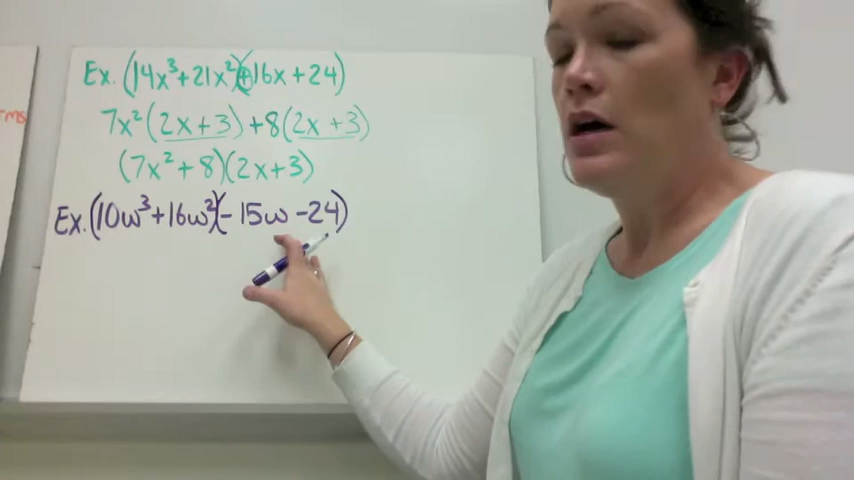 rms
Ex. (14x³+21x²)(+16x+24)
7x²(2x+3)+8(2x+3)
(7x²+8)(2x+3)
Ex. (10w³+16w²)(-15w-24)